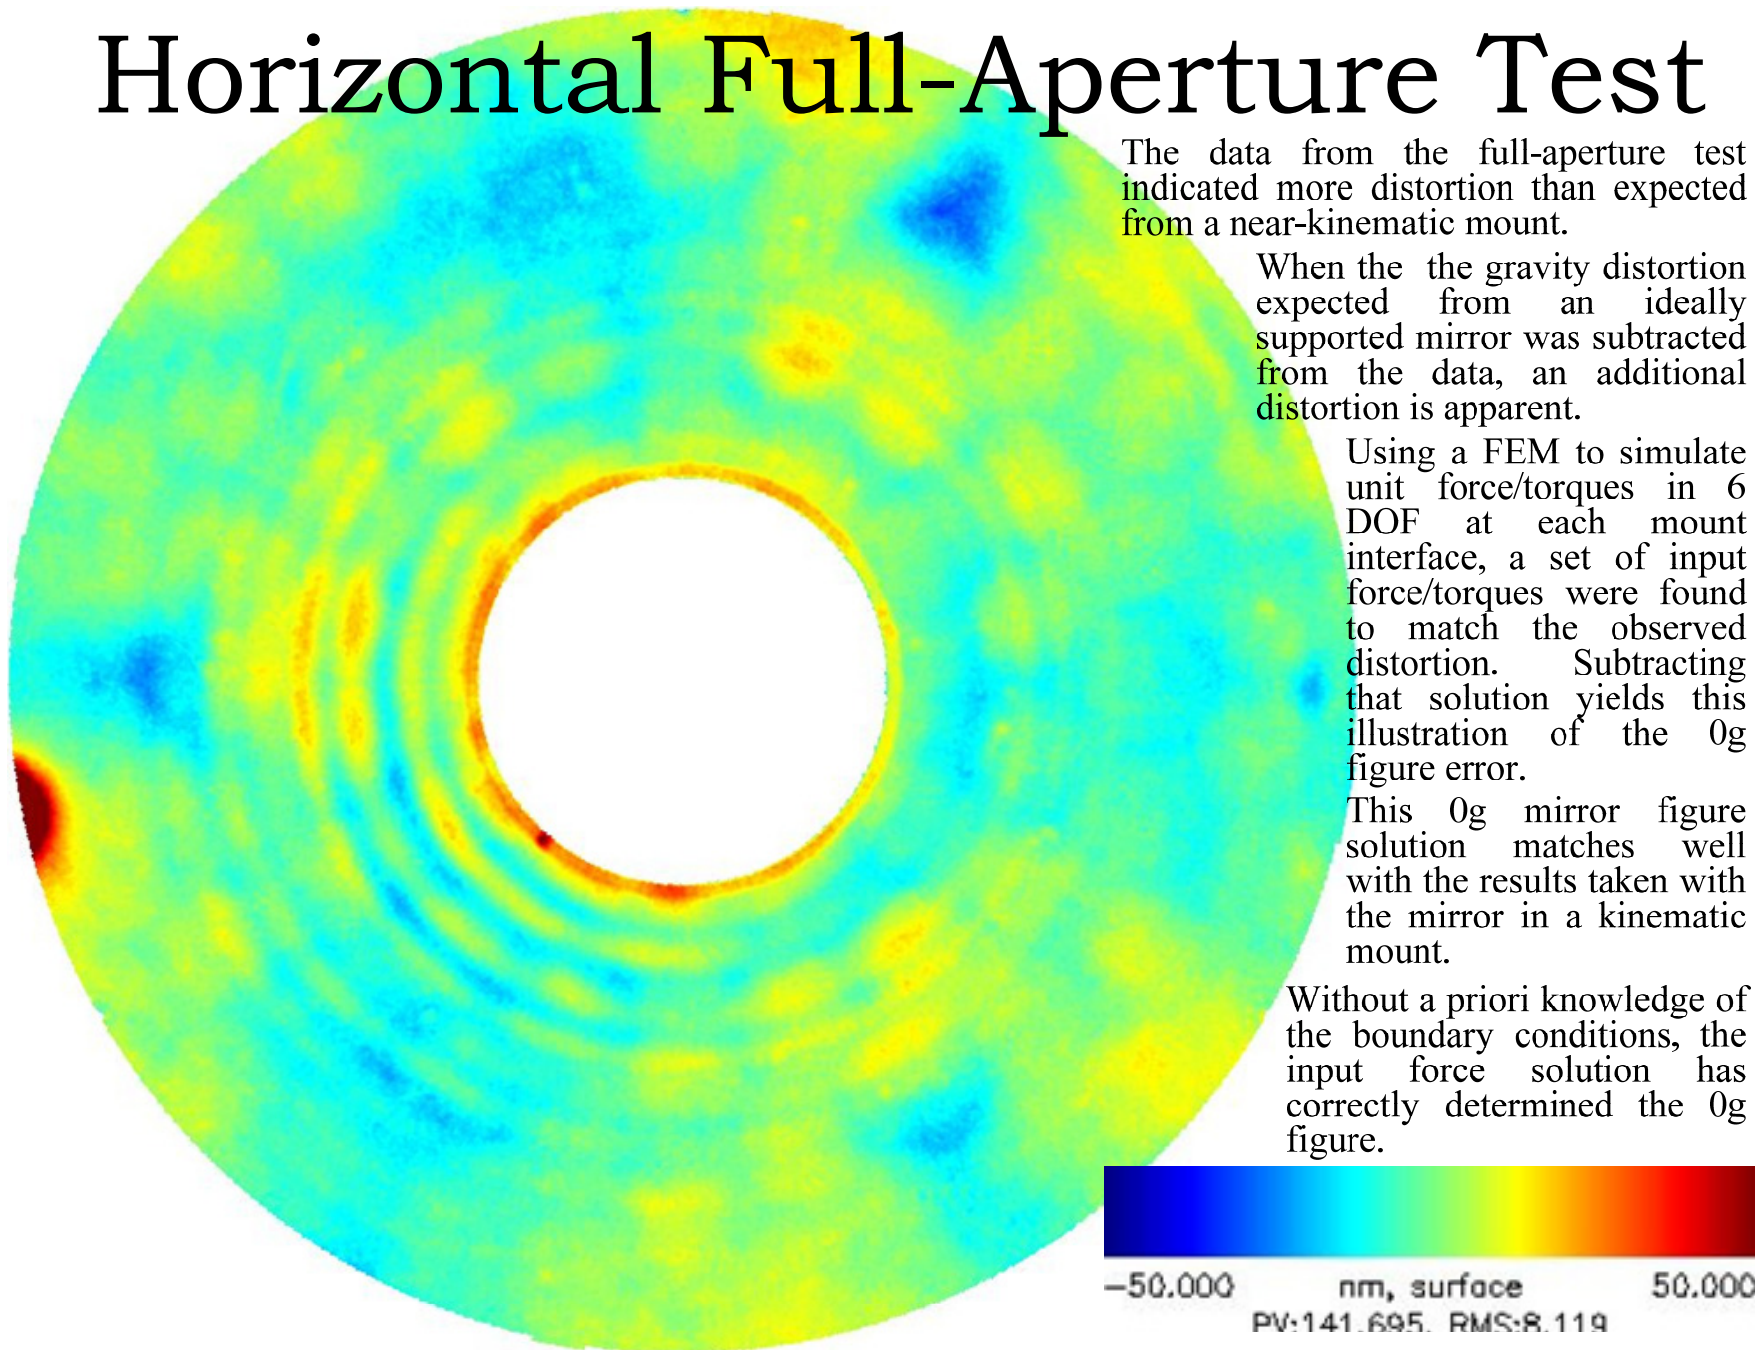 Horizontal Full-Aperture Test
The data from the full-aperture test
indicated more distortion than expected
from a near-kinematic mount.
When the the gravity distortion
expected from an ideally
supported mirror was subtracted
from the data, an additional
distortion is apparent.
Using a FEM to simulate
unit force/torques in 6
DOF at each mount
interface, a set of input
force/torques were found
to match the observed
distortion. Subtracting
that solution yields this
illustration of the 0g
figure error.
This 0g mirror figure
solution matches well
with the results taken with
the mirror in a kinematic
mount.
Without a priori knowledge of
the boundary conditions, the
input force solution has
correctly determined the 0g
figure.
−50.000 nm, surface 50.000
PV:141.695, RMS:8.119